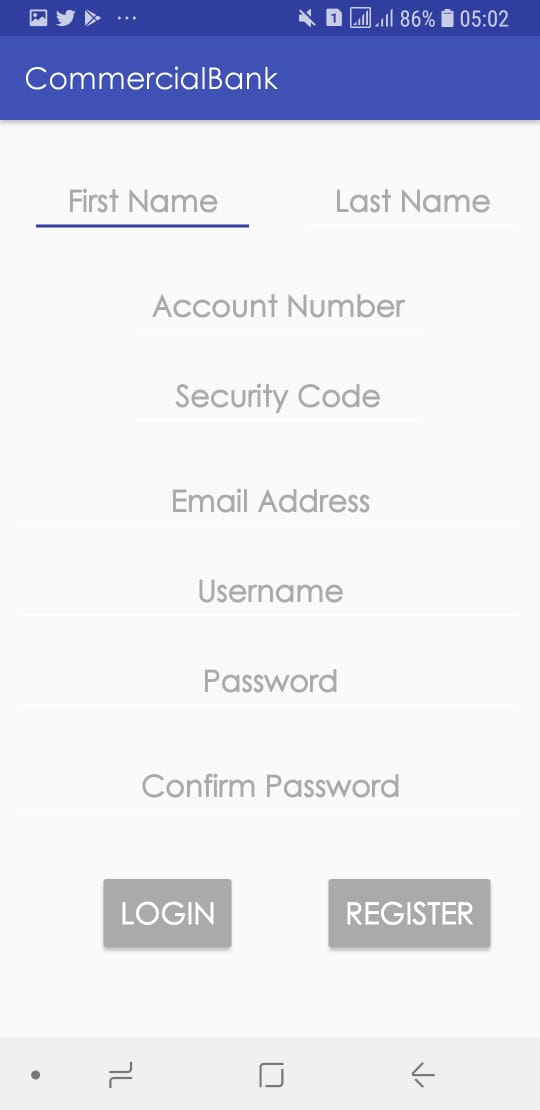 1 86% 05:02
CommercialBank
First Name Last Name
Account Number
Security Code
Email Address
Username
Password
Confirm Password
LOGIN REGISTER